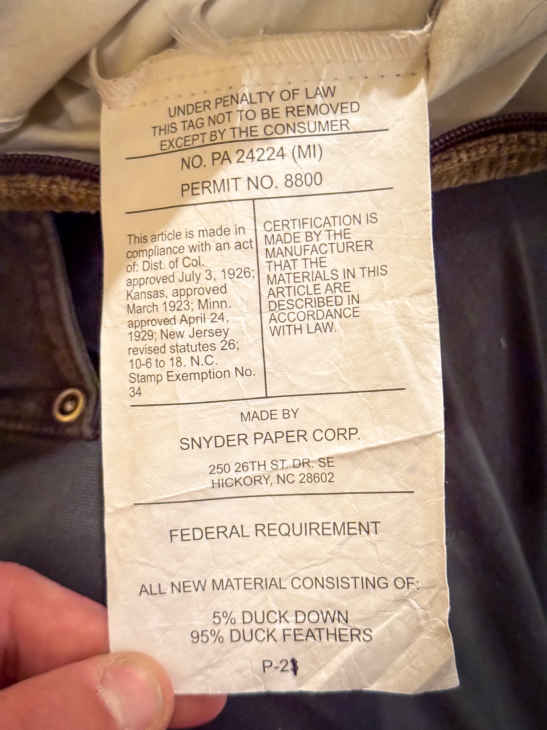 UNDER PENALTY OF LAW
THIS TAG NOT TO BE REMOVED
EXCEPT BY THE CONSUMER
NO. PA 24224 (MI)
PERMIT NO. 8800
This article is made in
compliance with an act
of: Dist. of Col.
approved July 3, 1926;
Kansas, approved
March 1923; Minn.
approved April 24,
1929; New Jersey
revised statutes 26;
10-6 to 18. N.C.
Stamp Exemption No.
34
CERTIFICATION IS
MADE BY THE
MANUFACTURER
THAT THE
MATERIALS IN THIS
ARTICLE ARE
DESCRIBED IN
ACCORDANCE
WITH LAW.
MADE BY
SNYDER PAPER CORP.
250 26TH ST. DR. SE
HICKORY, NC 28602
FEDERAL REQUIREMENT
ALL NEW MATERIAL CONSISTING OF:
5% DUCK DOWN
95% DUCK FEATHERS